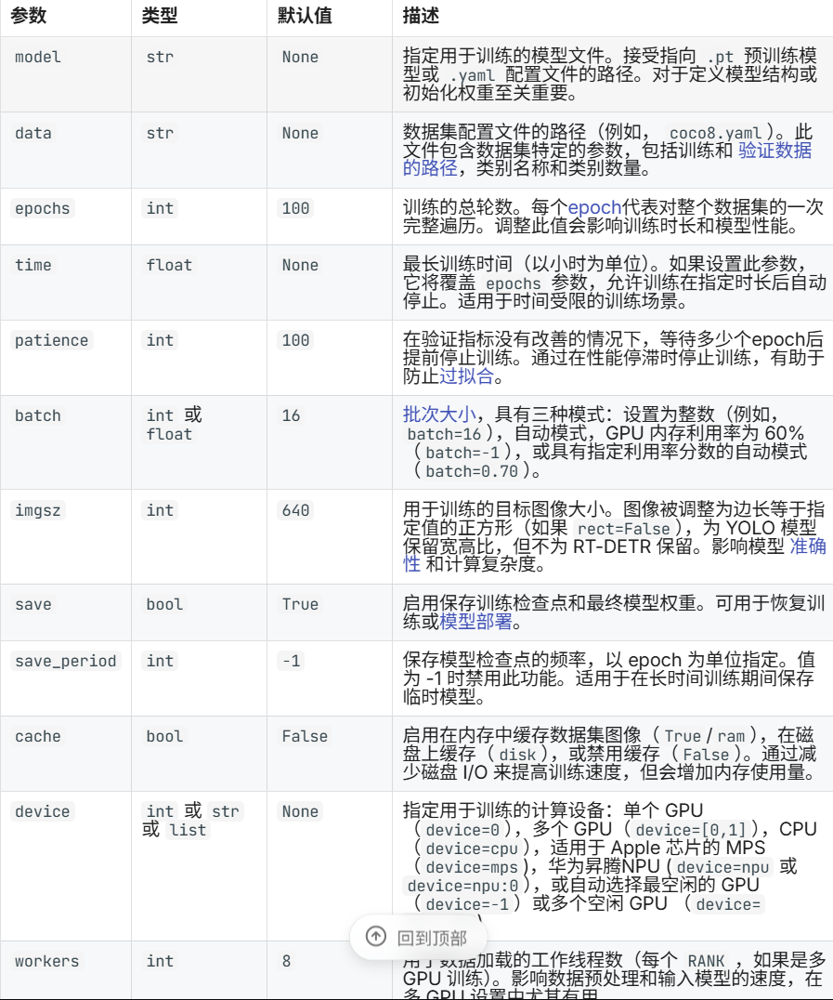 参数 类型 默认值 描述
model str None 指定用于训练的模型文件。接受指向 .pt 预训练模
型或 .yaml 配置文件的路径。对于定义模型结构或
初始化权重至关重要。
data str None 数据集配置文件的路径（例如， coco8.yaml）。此
文件包含数据集特定的参数，包括训练和 验证数据
的路径，类别名称和类别数量。
epochs int 100 训练的总轮数。每个epoch代表对整个数据集的一次
完整遍历。调整此值会影响训练时长和模型性能。
time float None 最长训练时间（以小时为单位）。如果设置此参数，
它将覆盖 epochs 参数，允许训练在指定时长后自动
停止。适用于时间受限的训练场景。
patience int 100 在验证指标没有改善的情况下，等待多少个epoch后
提前停止训练。通过在性能停滞时停止训练，有助于
防止过拟合。
batch int 或 16 批次大小，具有三种模式：设置为整数（例如，
float batch=16），自动模式，GPU 内存利用率为 60%
（batch=-1），或具有指定利用率分数的自动模式
（batch=0.70）。
imgsz int 640 用于训练的目标图像大小。图像被调整为边长等于指
定值的正方形（如果 rect=False），为 YOLO 模型
保留宽高比，但不为 RT-DETR 保留。影响模型 准确
性 和计算复杂度。
save bool True 启用保存训练检查点和最终模型权重。可用于恢复训
练或模型部署。
save_period int -1 保存模型检查点的频率，以 epoch 为单位指定。值
为 -1 时禁用此功能。适用于在长时间训练期间保存
临时模型。
cache bool False 启用在内存中缓存数据集图像（True / ram），在磁
盘上缓存（disk），或禁用缓存（False）。通过减
少磁盘 I/O 来提高训练速度，但会增加内存使用量。
device int 或 str None 指定用于训练的计算设备：单个 GPU
或 list （device=0），多个 GPU（device=[0,1]），CPU
（device=cpu），适用于 Apple 芯片的 MPS
（device=mps），华为昇腾NPU (device=npu 或
device=npu:0），或自动选择最空闲的 GPU
（device=-1）或多个空闲 GPU （device=
回到顶部
workers int 8 用于数据加载的工作线程数（每个 RANK ，如果是多
GPU 训练）。影响数据预处理和输入模型的速度，在
多 GPU 设置中尤其有用